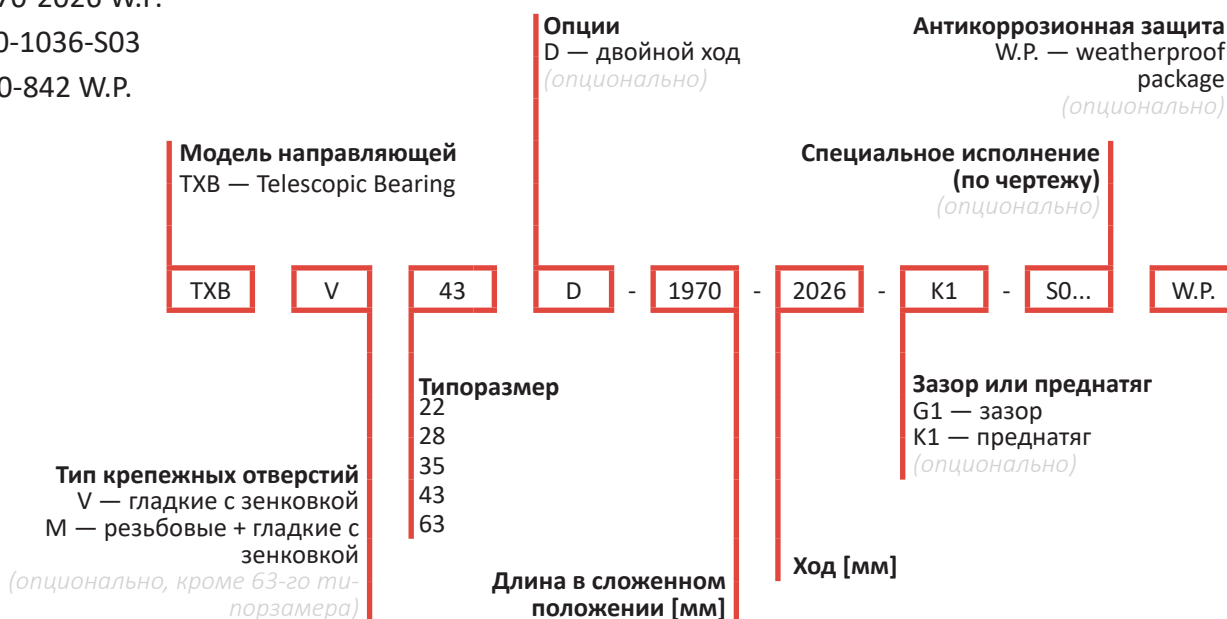 70-2026 W.P.
0-1036-S03
0-842 W.P.
Опции
D — двойной ход
(опционально)
Антикоррозионная защита
W.P. — weatherproof
package
(опционально)
Модель направляющей
TXB — Telescopic Bearing
Специальное исполнение
(по чертежу)
(опционально)
TXB V 43 D - 1970 - 2026 - K1 - S0... W.P.
Типоразмер
22
28
35
43
63
Зазор или преднатяг
G1 — зазор
K1 — преднатяг
(опционально)
Тип крепежных отверстий
V — гладкие с зенковкой
M — резьбовые + гладкие с
зенковкой
(опционально, кроме 63-го ти-
порзамера)
Длина в сложенном
положении [мм]
Ход [мм]